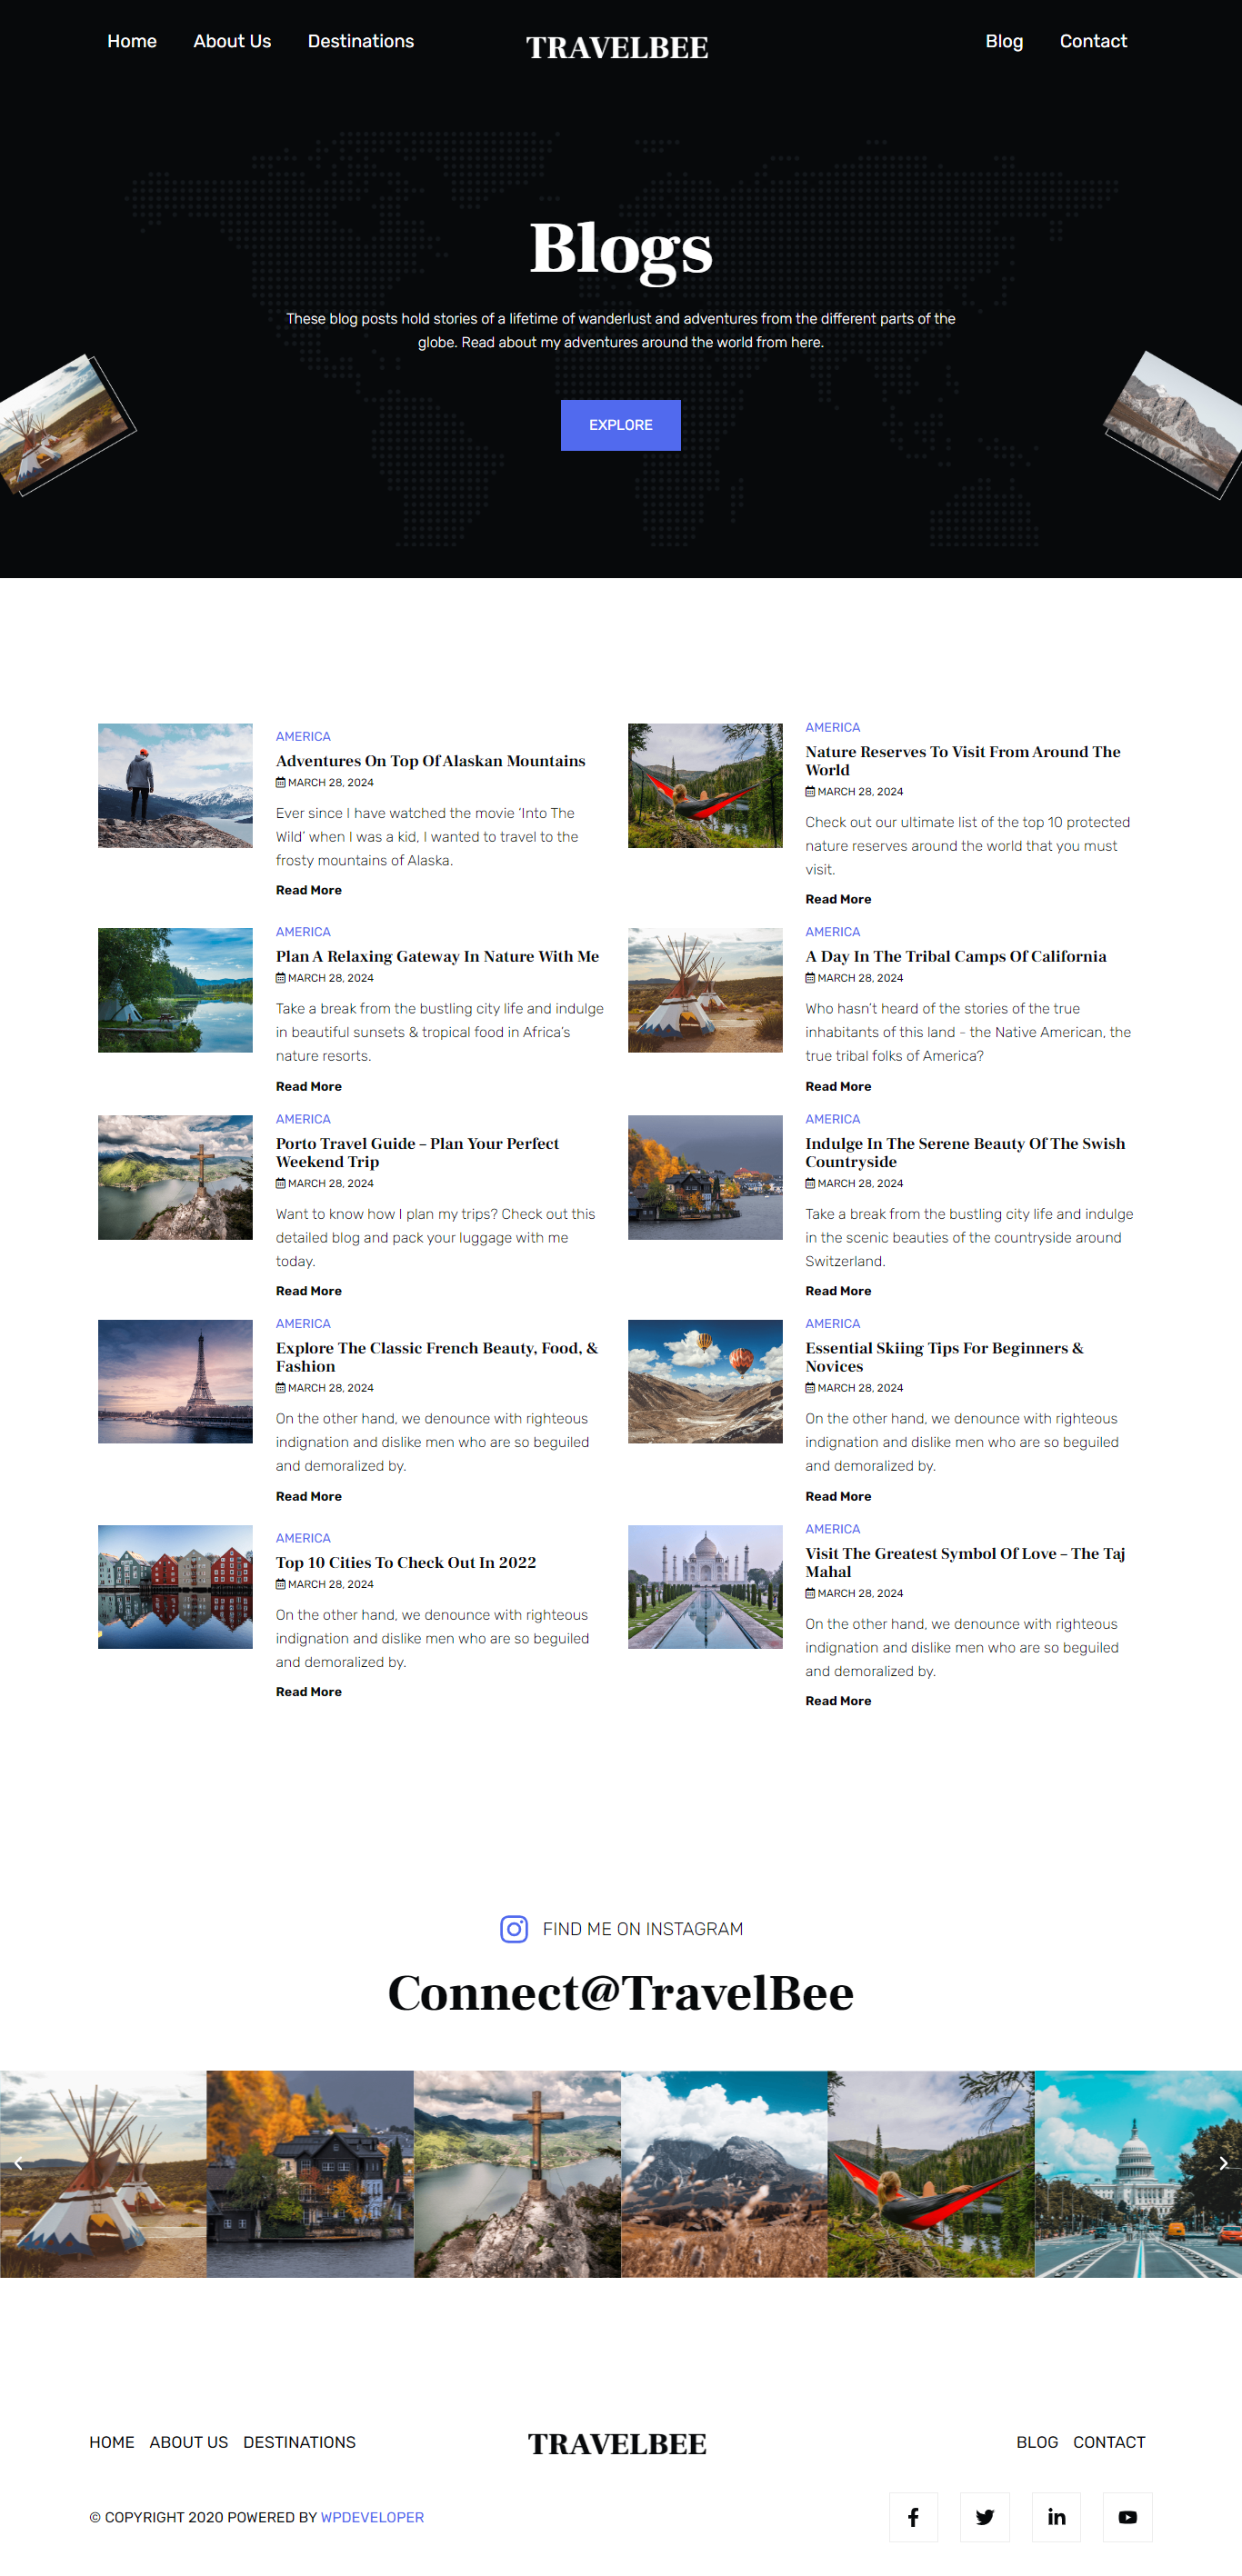 Home About Us Destinations TRAVELBEE Blog Contact
Blogs
These blog posts hold stories of a lifetime of wanderlust and adventures from the different parts of the
globe. Read about my adventures around the world from here.
EXPLORE
AMERICA
Adventures On Top Of Alaskan Mountains
MARCH 28, 2024
Ever since I have watched the movie ‘Into The
Wild’ when I was a kid, I wanted to travel to the
frosty mountains of Alaska.
Read More
AMERICA
Nature Reserves To Visit From Around The
World
MARCH 28, 2024
Check out our ultimate list of the top 10 protected
nature reserves around the world that you must
visit.
Read More
AMERICA
Plan A Relaxing Gateway In Nature With Me
MARCH 28, 2024
Take a break from the bustling city life and indulge
in beautiful sunsets & tropical food in Africa’s
nature resorts.
Read More
AMERICA
A Day In The Tribal Camps Of California
MARCH 28, 2024
Who hasn’t heard of the stories of the true
inhabitants of this land - the Native American, the
true tribal folks of America?
Read More
AMERICA
Porto Travel Guide – Plan Your Perfect
Weekend Trip
MARCH 28, 2024
Want to know how I plan my trips? Check out this
detailed blog and pack your luggage with me
today.
Read More
AMERICA
Indulge In The Serene Beauty Of The Swish
Countryside
MARCH 28, 2024
Take a break from the bustling city life and indulge
in the scenic beauties of the countryside around
Switzerland.
Read More
AMERICA
Explore The Classic French Beauty, Food, &
Fashion
MARCH 28, 2024
On the other hand, we denounce with righteous
indignation and dislike men who are so beguiled
and demoralized by.
Read More
AMERICA
Essential Skiing Tips For Beginners &
Novices
MARCH 28, 2024
On the other hand, we denounce with righteous
indignation and dislike men who are so beguiled
and demoralized by.
Read More
AMERICA
Top 10 Cities To Check Out In 2022
MARCH 28, 2024
On the other hand, we denounce with righteous
indignation and dislike men who are so beguiled
and demoralized by.
Read More
AMERICA
Visit The Greatest Symbol Of Love – The Taj
Mahal
MARCH 28, 2024
On the other hand, we denounce with righteous
indignation and dislike men who are so beguiled
and demoralized by.
Read More
FIND ME ON INSTAGRAM
Connect@TravelBee
HOME ABOUT US DESTINATIONS TRAVELBEE BLOG CONTACT
© COPYRIGHT 2020 POWERED BY WPDEVELOPER